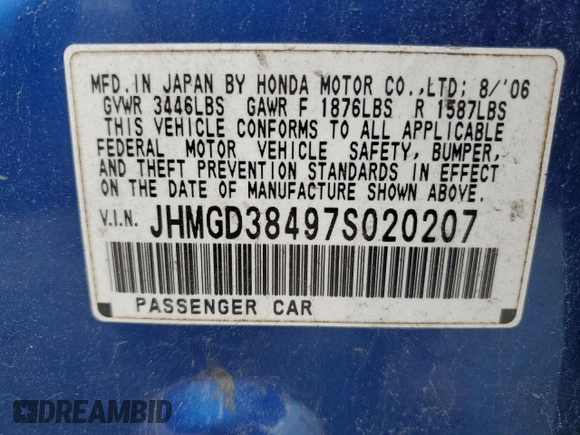 MFD.IN JAPAN BY HONDA MOTOR CO.,LTD; 8/'06
GVWR 3446LBS GAWR F 1876LBS R 1587LBS
THIS VEHICLE CONFORMS TO ALL APPLICABLE
FEDERAL MOTOR VEHICLE SAFETY, BUMPER,
AND THEFT PREVENTION STANDARDS IN EFFECT
ON THE DATE OF MANUFACTURE SHOWN ABOVE.
V.I.N. JHMGD38497S020207
PASSENGER CAR
DREAMBID